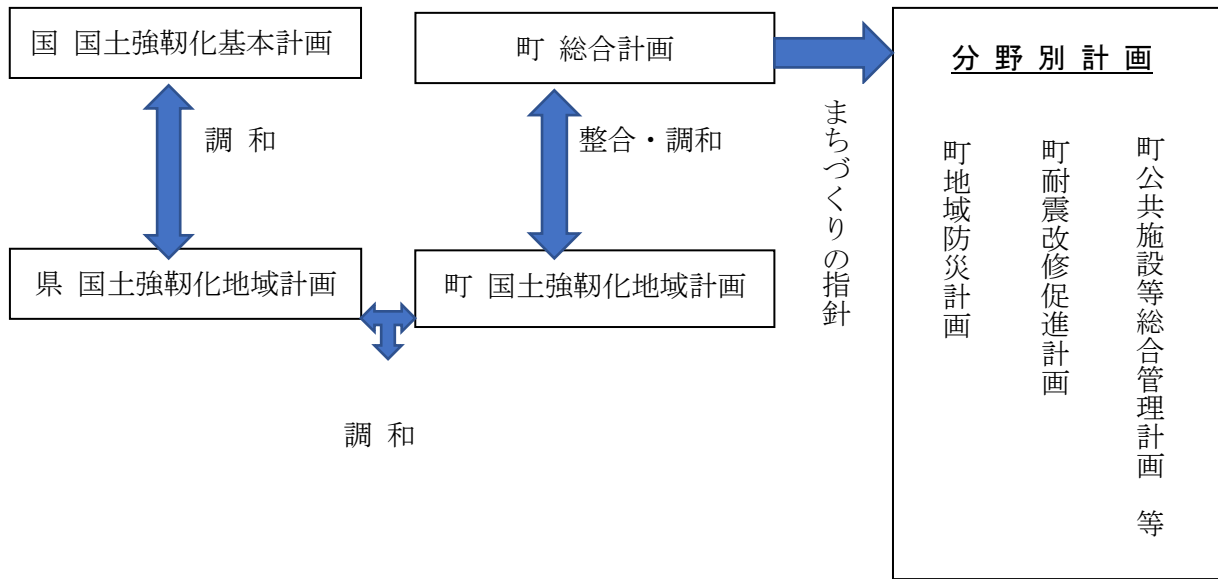 国 国土強靭化基本計画
町 総合計画
分 野 別 計 画
調 和
整合・調和
まちづくりの指針
県 国土強靭化地域計画
町 国土強靭化地域計画
調 和
町地域防災計画
町耐震改修促進計画
町公共施設等総合管理計画 等